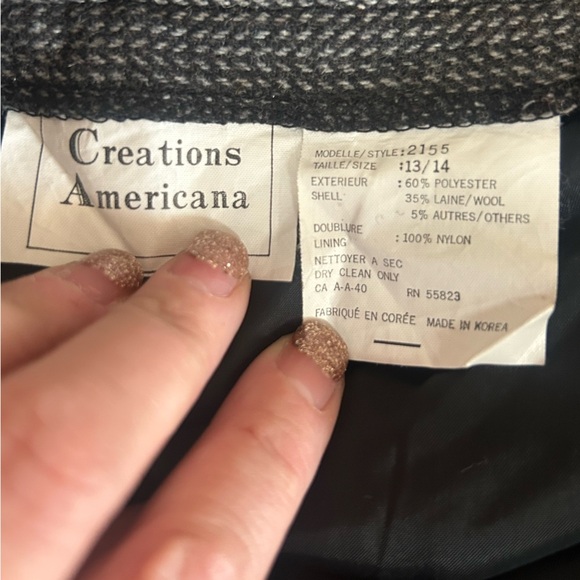 Creations
Americana
MODELLE/STYLE :2155
TAILLE/SIZE :13/14
EXTERIEUR :60% POLYESTER
SHELL 35% LAINE/WOOL
5% AUTRES/OTHERS
DOUBLURE
LINING :100% NYLON
NETTOYER A SEC
DRY CLEAN ONLY
CA A-A-40 RN 55823
FABRIQUÉ EN CORÉE MADE IN KOREA